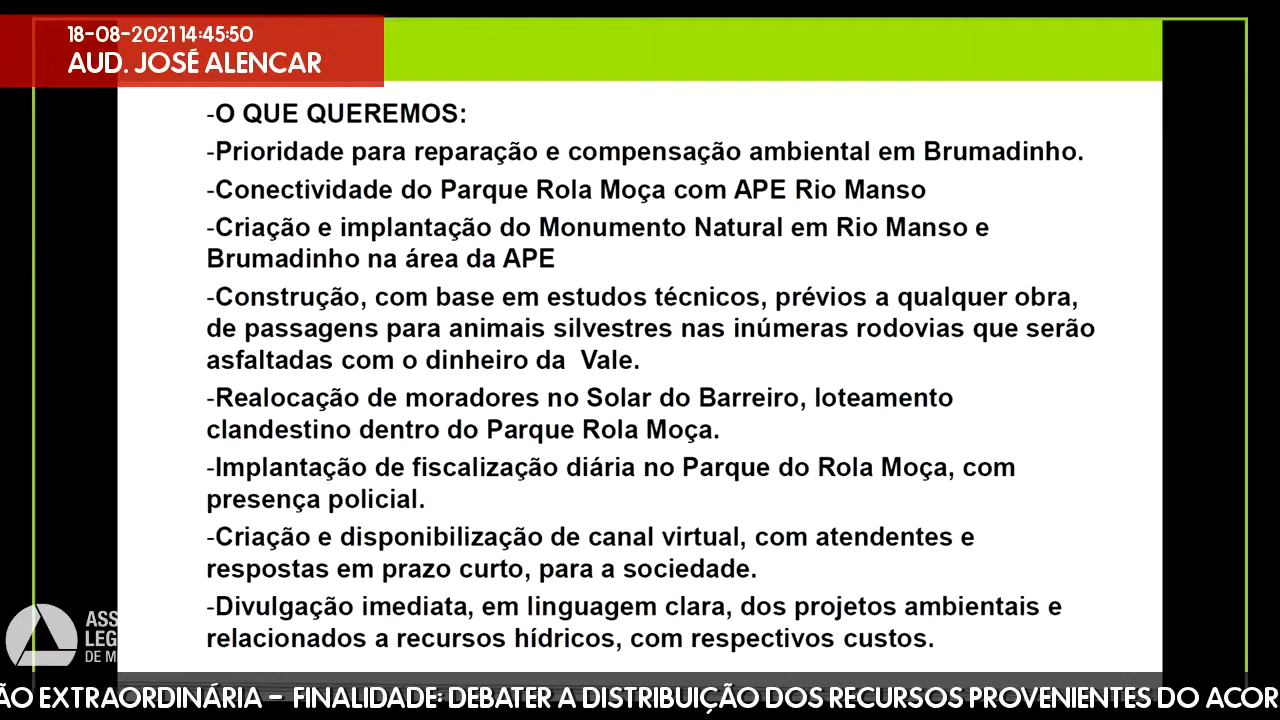 18-08-2021 14:45:50
AUD. JOSÉ ALENCAR
-O QUE QUEREMOS:
-Prioridade para reparação e compensação ambiental em Brumadinho.
-Conectividade do Parque Rola Moça com APE Rio Manso
-Criação e implantação do Monumento Natural em Rio Manso e
Brumadinho na área da APE
-Construção, com base em estudos técnicos, prévios a qualquer obra,
de passagens para animais silvestres nas inúmeras rodovias que serão
asfaltadas com o dinheiro da  Vale.
-Realocação de moradores no Solar do Barreiro, loteamento
clandestino dentro do Parque Rola Moça.
-Implantação de fiscalização diária no Parque do Rola Moça, com
presença policial.
-Criação e disponibilização de canal virtual, com atendentes e
respostas em prazo curto, para a sociedade.
-Divulgação imediata, em linguagem clara, dos projetos ambientais e
relacionados a recursos hídricos, com respectivos custos.
ASS
LEG
DE M
ÃO EXTRAORDINÁRIA – FINALIDADE: DEBATER A DISTRIBUIÇÃO DOS RECURSOS PROVENIENTES DO ACOR